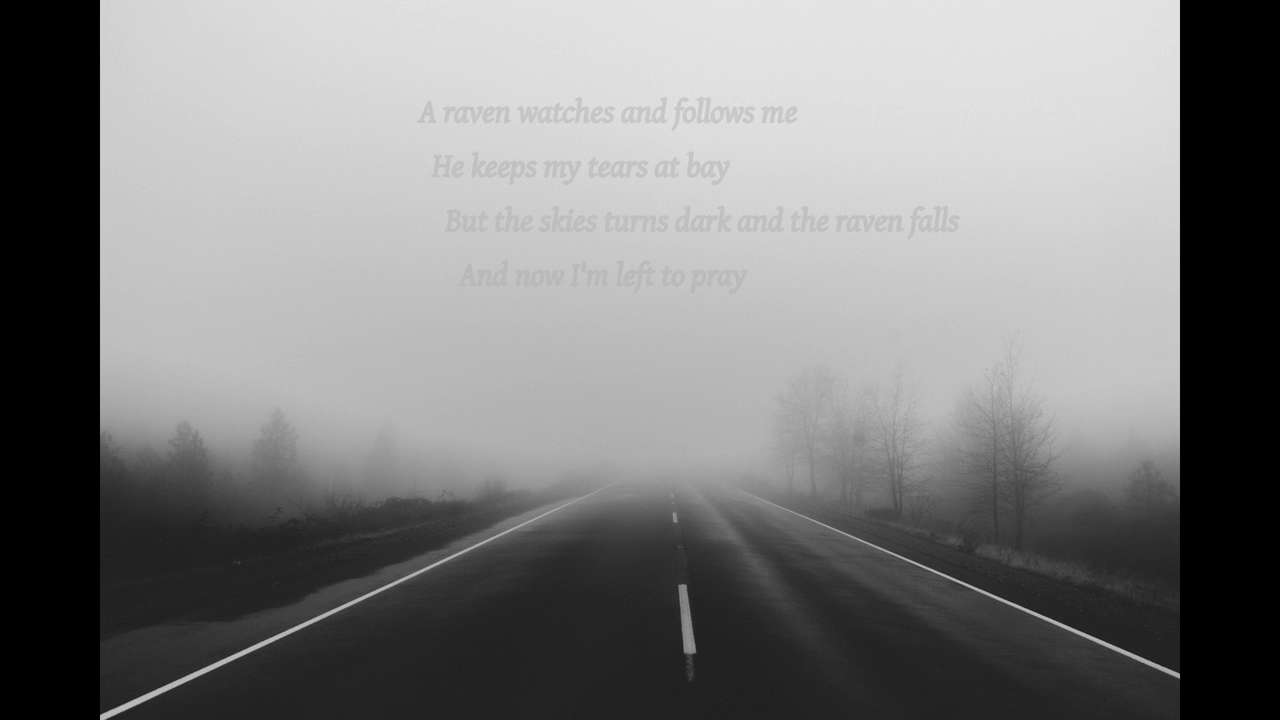 A raven watches and follows me
He keeps my tears at bay
But the skies turns dark and the raven falls
And now I'm left to pray